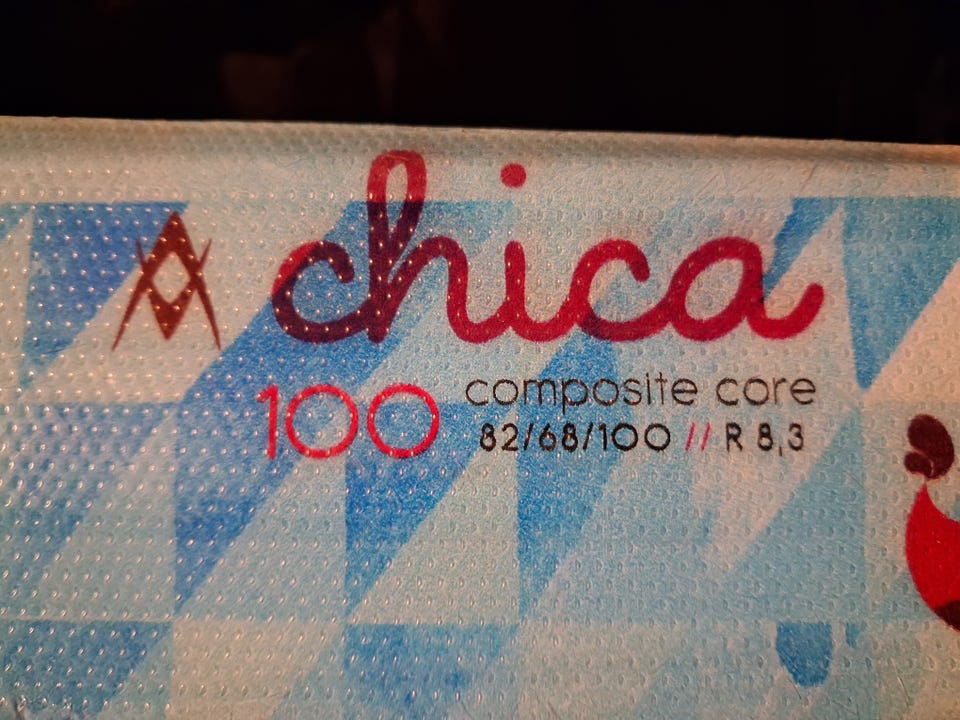 chica
100
composite core
82/68/100 // R 8,3